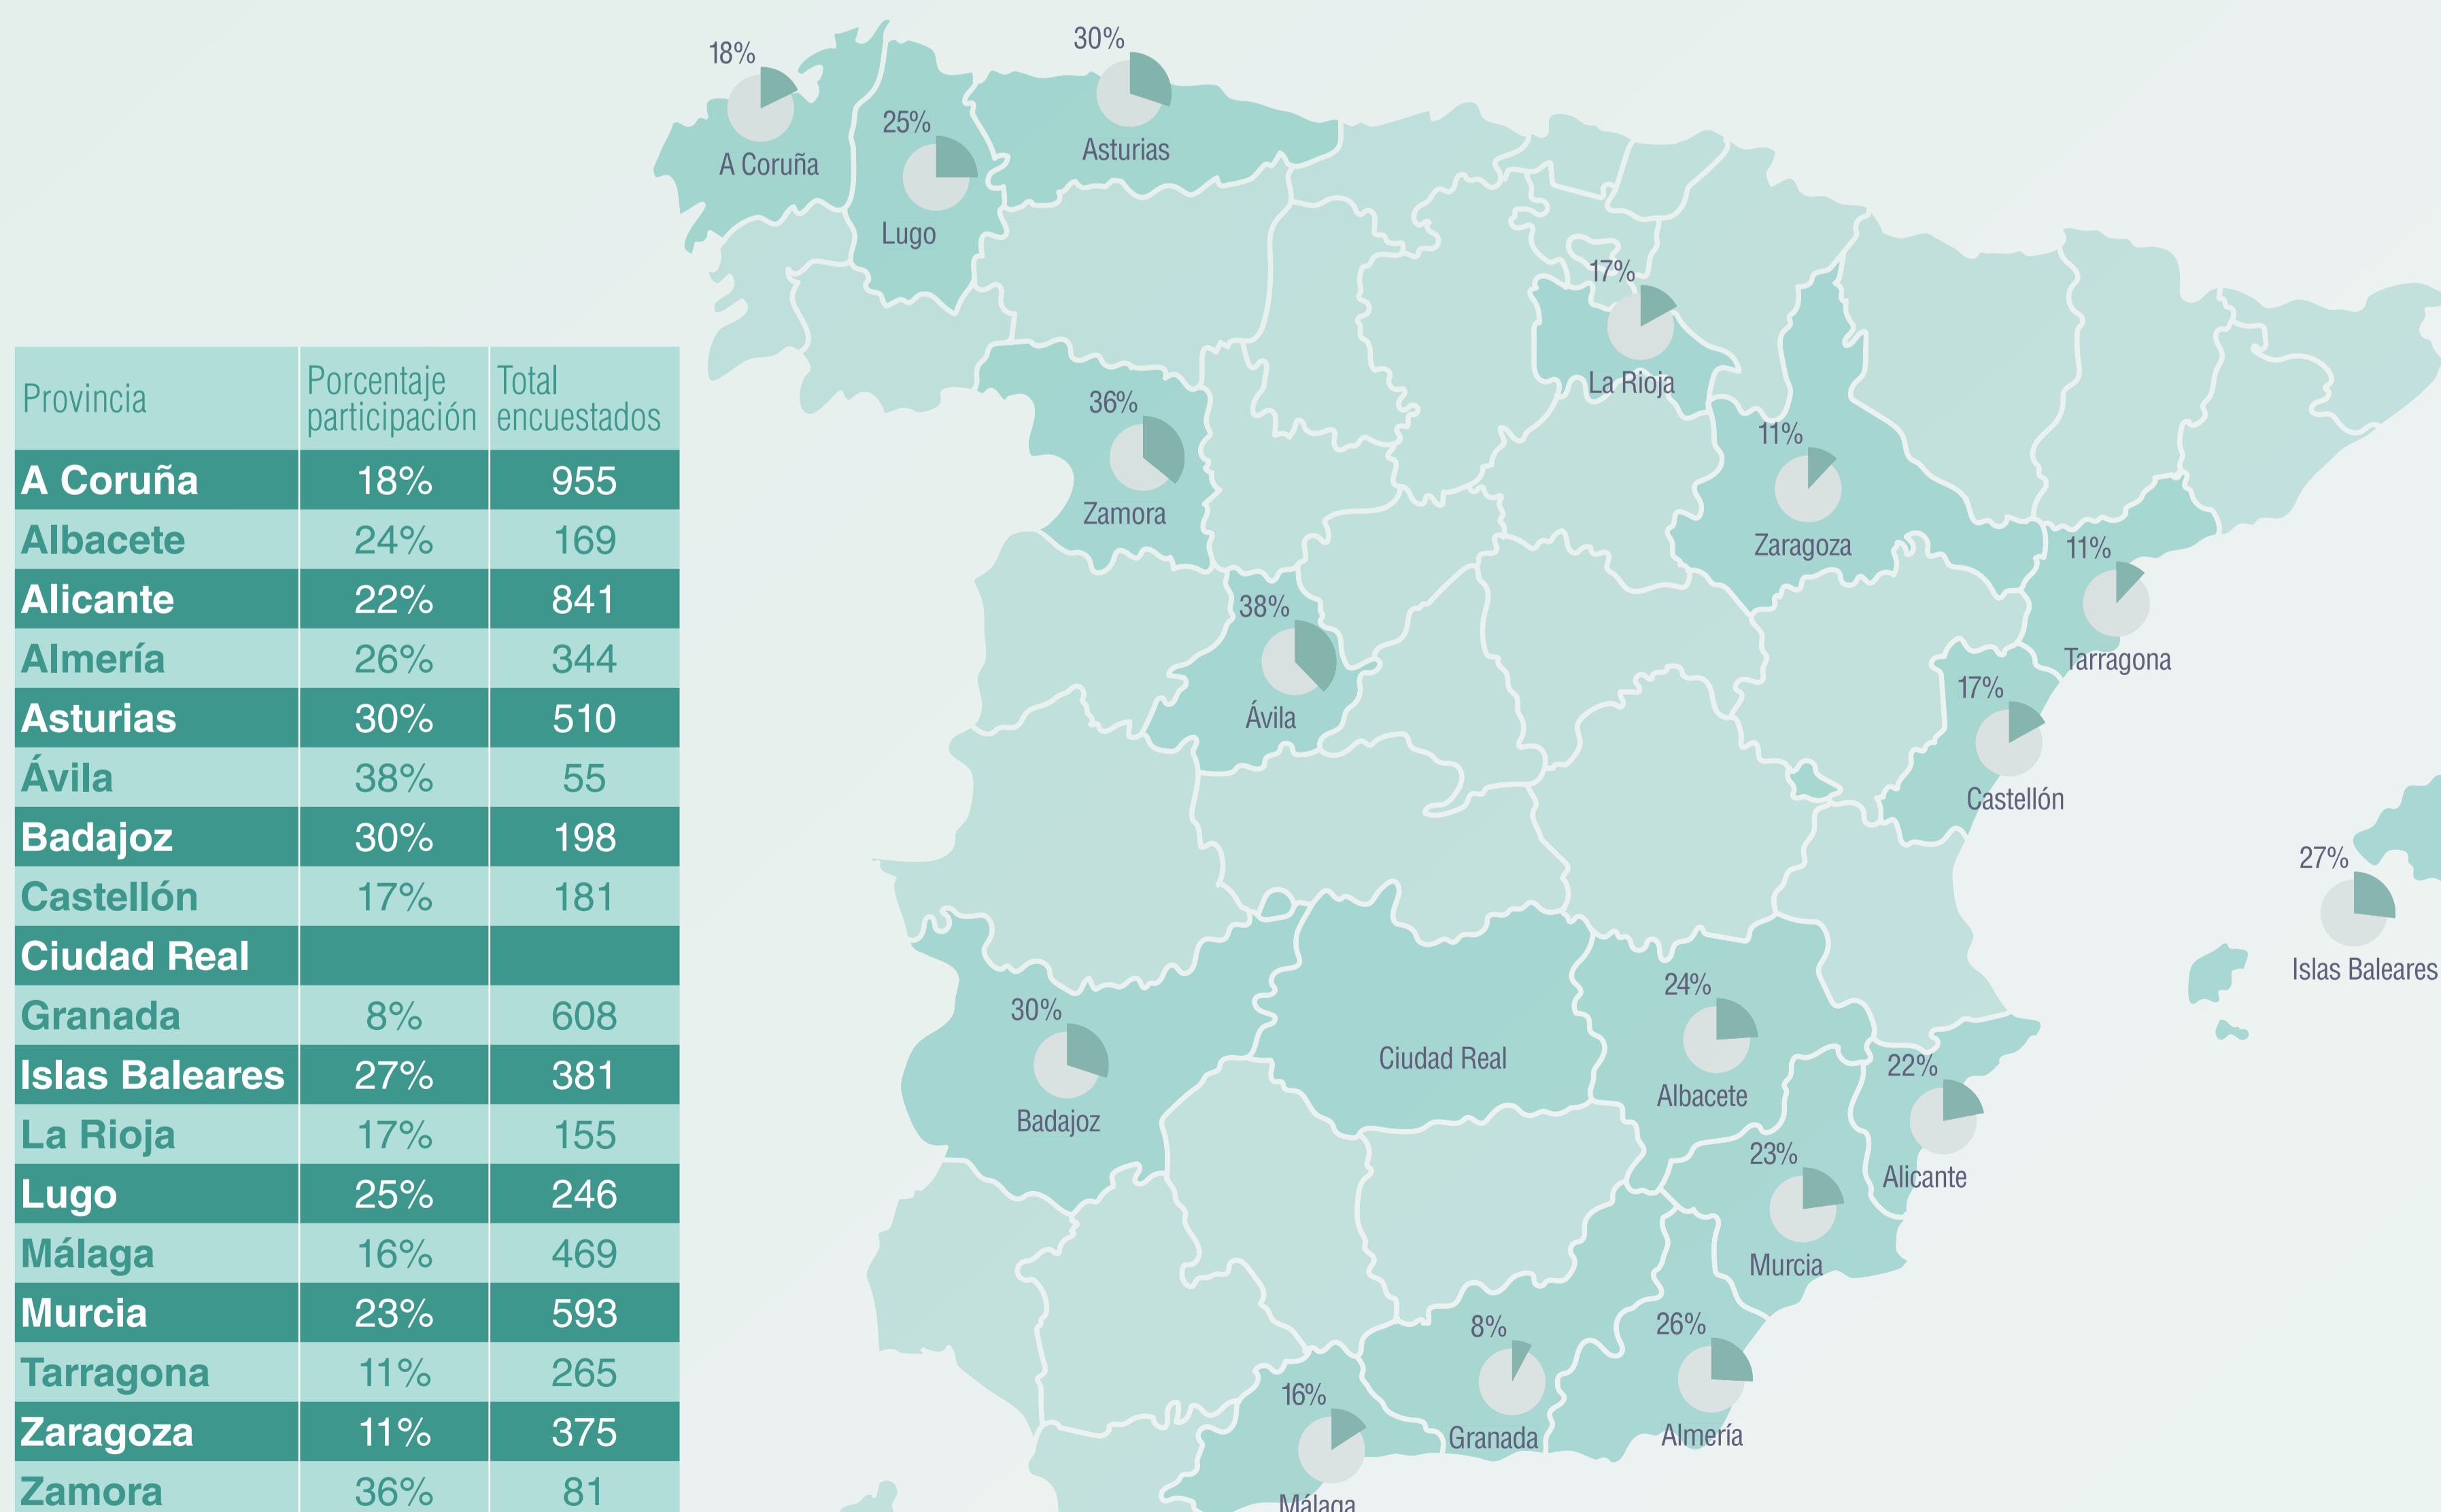 Provincia Porcentaje participación Total encuestados
A Coruña 18% 955
Albacete 24% 169
Alicante 22% 841
Almería 26% 344
Asturias 30% 510
Ávila 38% 55
Badajoz 30% 198
Castellón 17% 181
Ciudad Real
Granada 8% 608
Islas Baleares 27% 381
La Rioja 17% 155
Lugo 25% 246
Málaga 16% 469
Murcia 23% 593
Tarragona 11% 265
Zaragoza 11% 375
Zamora 36% 81
18%
A Coruña
30%
Asturias
25%
Lugo
17%
La Rioja
36%
Zamora
11%
Zaragoza
11%
Tarragona
38%
Ávila
17%
Castellón
27%
Islas Baleares
30%
Badajoz
Ciudad Real
24%
Albacete
22%
Alicante
23%
Murcia
8%
Granada
26%
Almería
16%
Málaga